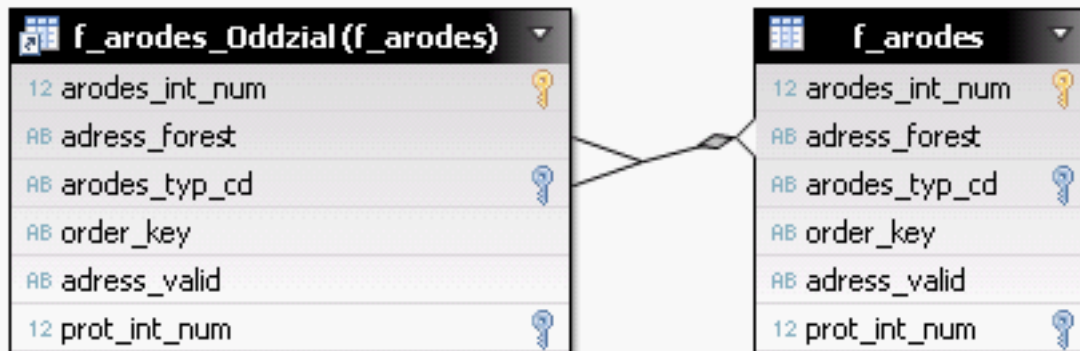 f_arodes_Oddzial (f_arodes)
12 arodes_int_num
AB adress_forest
AB arodes_typ_cd
AB order_key
AB adress_valid
12 prot_int_num
f_arodes
12 arodes_int_num
AB adress_forest
AB arodes_typ_cd
AB order_key
AB adress_valid
12 prot_int_num